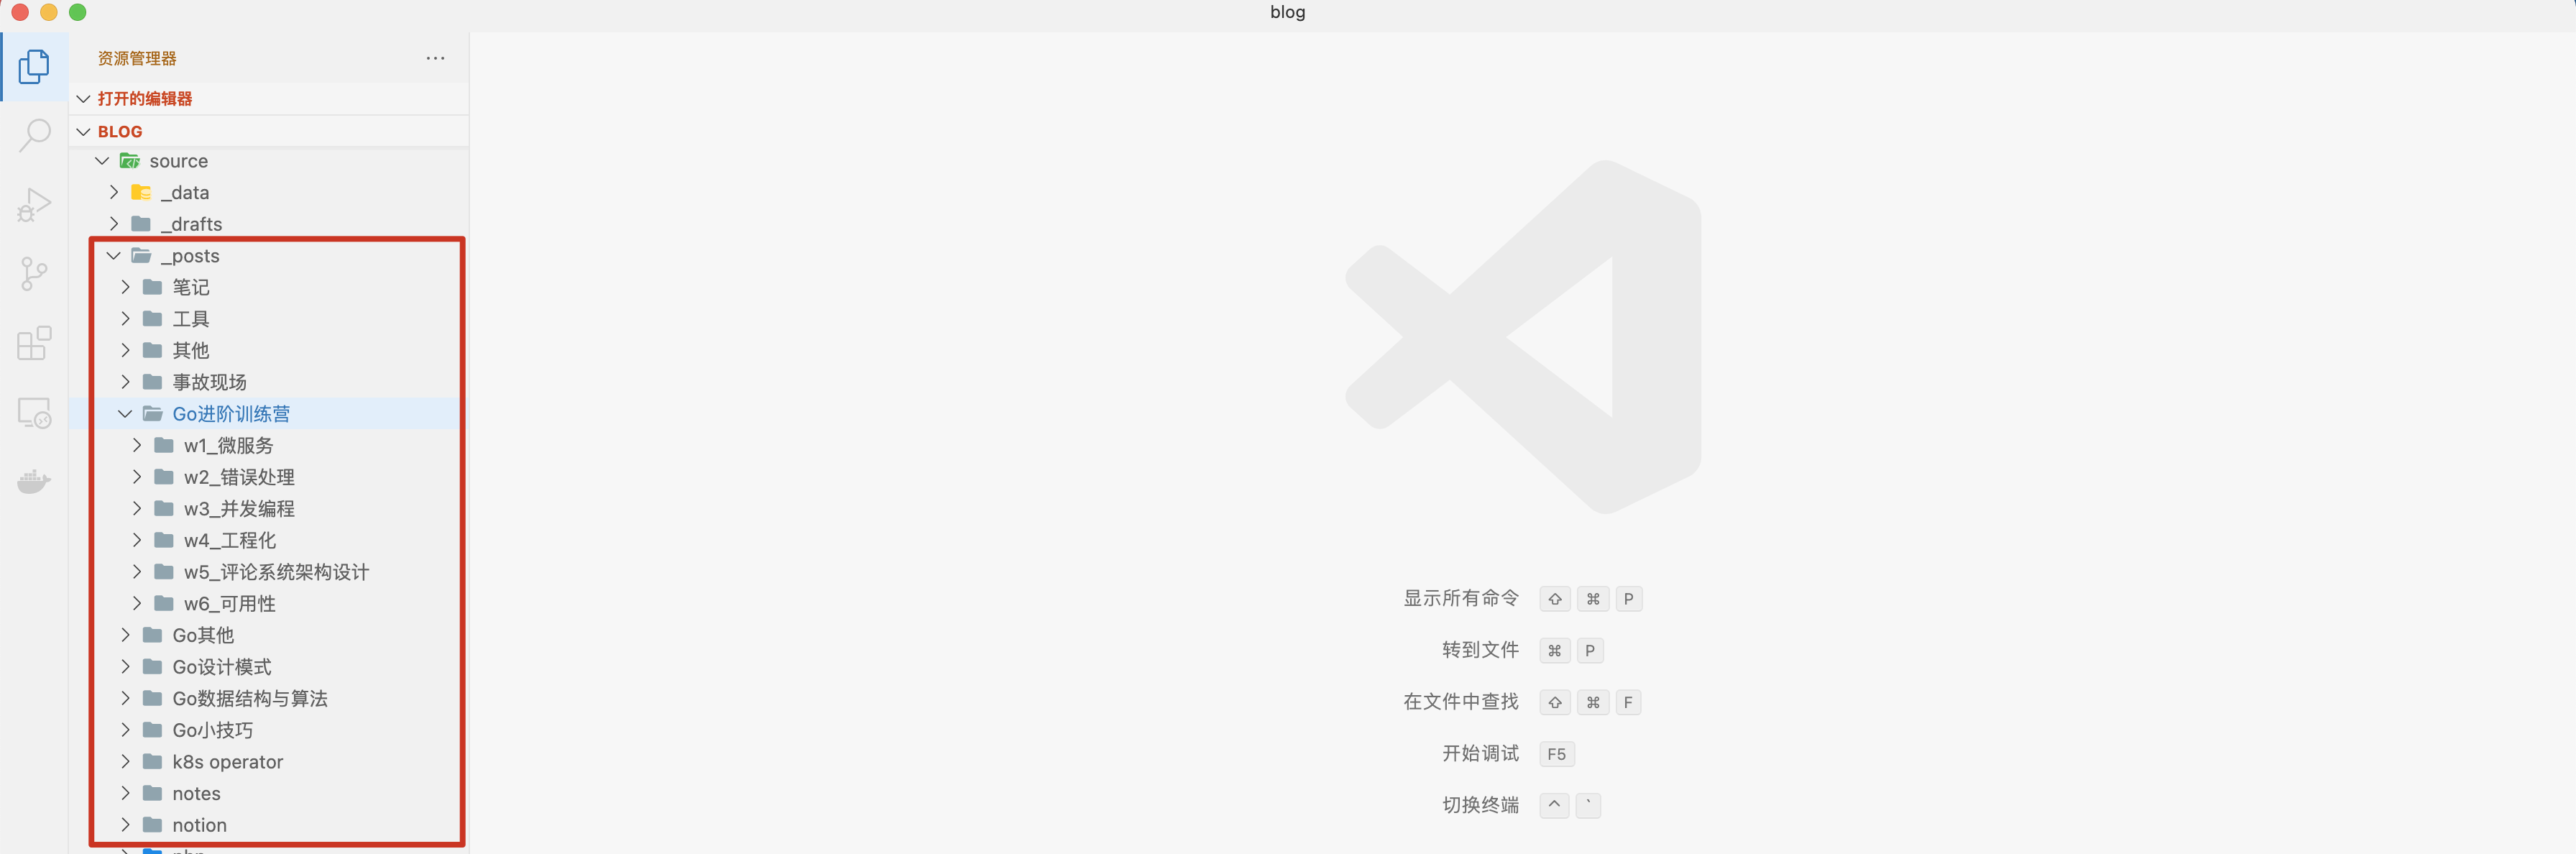 blog
资源管理器
打开的编辑器
BLOG
source
_data
_drafts
_posts
笔记
工具
其他
事故现场
Go进阶训练营
w1_微服务
w2_错误处理
w3_并发编程
w4_工程化
w5_评论系统架构设计
w6_可用性
Go其他
Go设计模式
Go数据结构与算法
Go小技巧
k8s operator
notes
notion
显示所有命令 ⇧ ⌘ P
转到文件 ⌘ P
在文件中查找 ⇧ ⌘ F
开始调试 F5
切换终端 ^ `